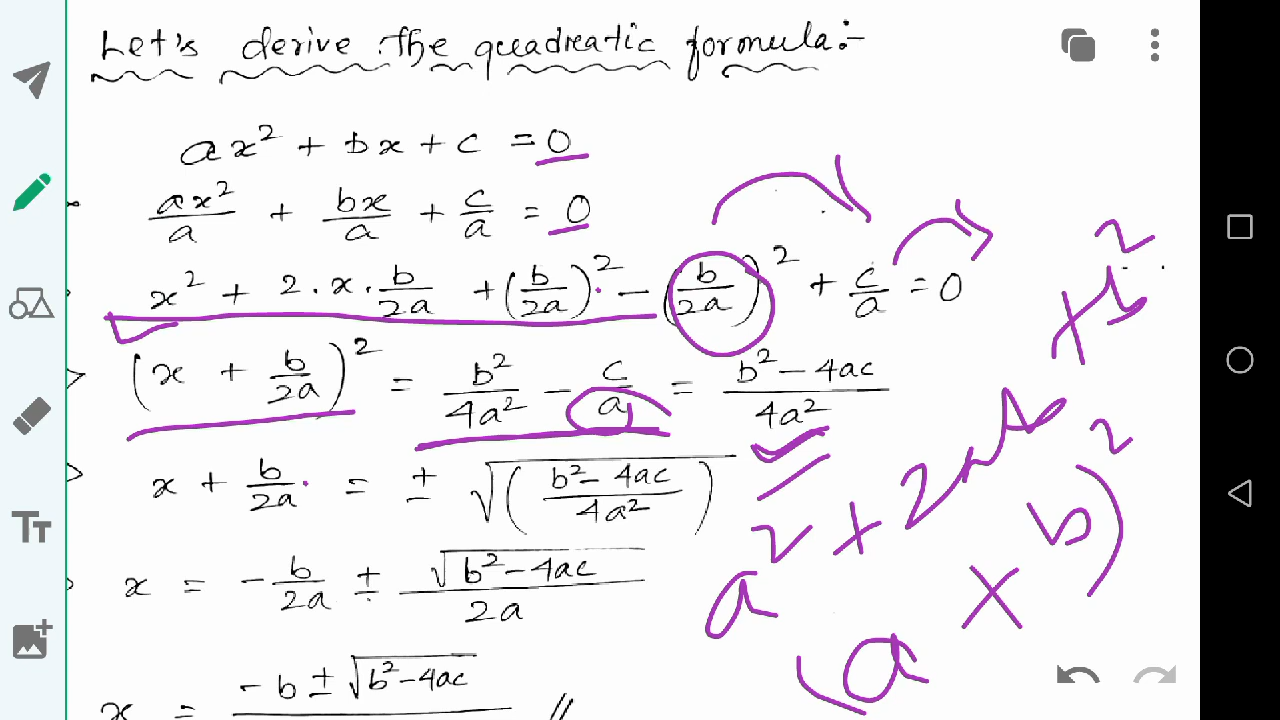 Let's derive the quadreatic formula:-
ax² + bx + c = 0
ax²/a + bx/a + c/a = 0
x² + 2·x·b/2a + (b/2a)² - (b/2a)² + c/a = 0
(x + b/2a)² = b²/4a² - c/a = b² - 4ac/4a²
x + b/2a = ± √(b² - 4ac/4a²)
x = - b/2a ± √b² - 4ac/2a
x = - b ± √b² - 4ac //
a² + 2ab + b²
(a + b)²
TT